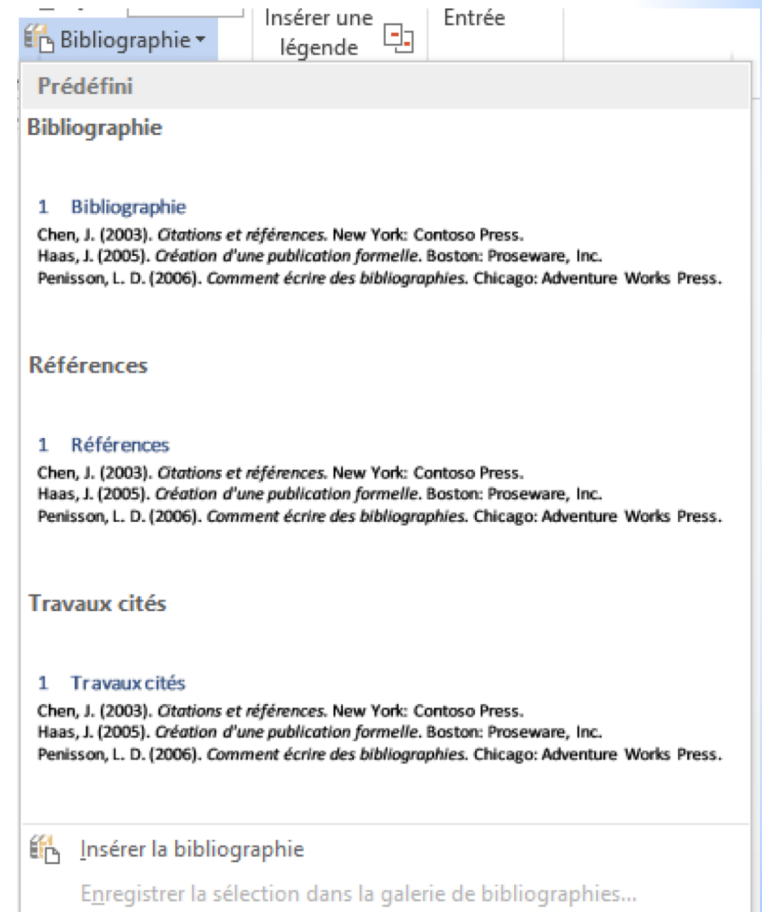 Insérer une
légende
Entrée
Bibliographie
Prédéfini
Bibliographie
1 Bibliographie
Chen, J. (2003). Citations et références. New York: Contoso Press.
Haas, J. (2005). Création d'une publication formelle. Boston: Proseware, Inc.
Penisson, L. D. (2006). Comment écrire des bibliographies. Chicago: Adventure Works Press.
Références
1 Références
Chen, J. (2003). Citations et références. New York: Contoso Press.
Haas, J. (2005). Création d'une publication formelle. Boston: Proseware, Inc.
Penisson, L. D. (2006). Comment écrire des bibliographies. Chicago: Adventure Works Press.
Travaux cités
1 Travaux cités
Chen, J. (2003). Citations et références. New York: Contoso Press.
Haas, J. (2005). Création d'une publication formelle. Boston: Proseware, Inc.
Penisson, L. D. (2006). Comment écrire des bibliographies. Chicago: Adventure Works Press.
Insérer la bibliographie
Enregistrer la sélection dans la galerie de bibliographies...